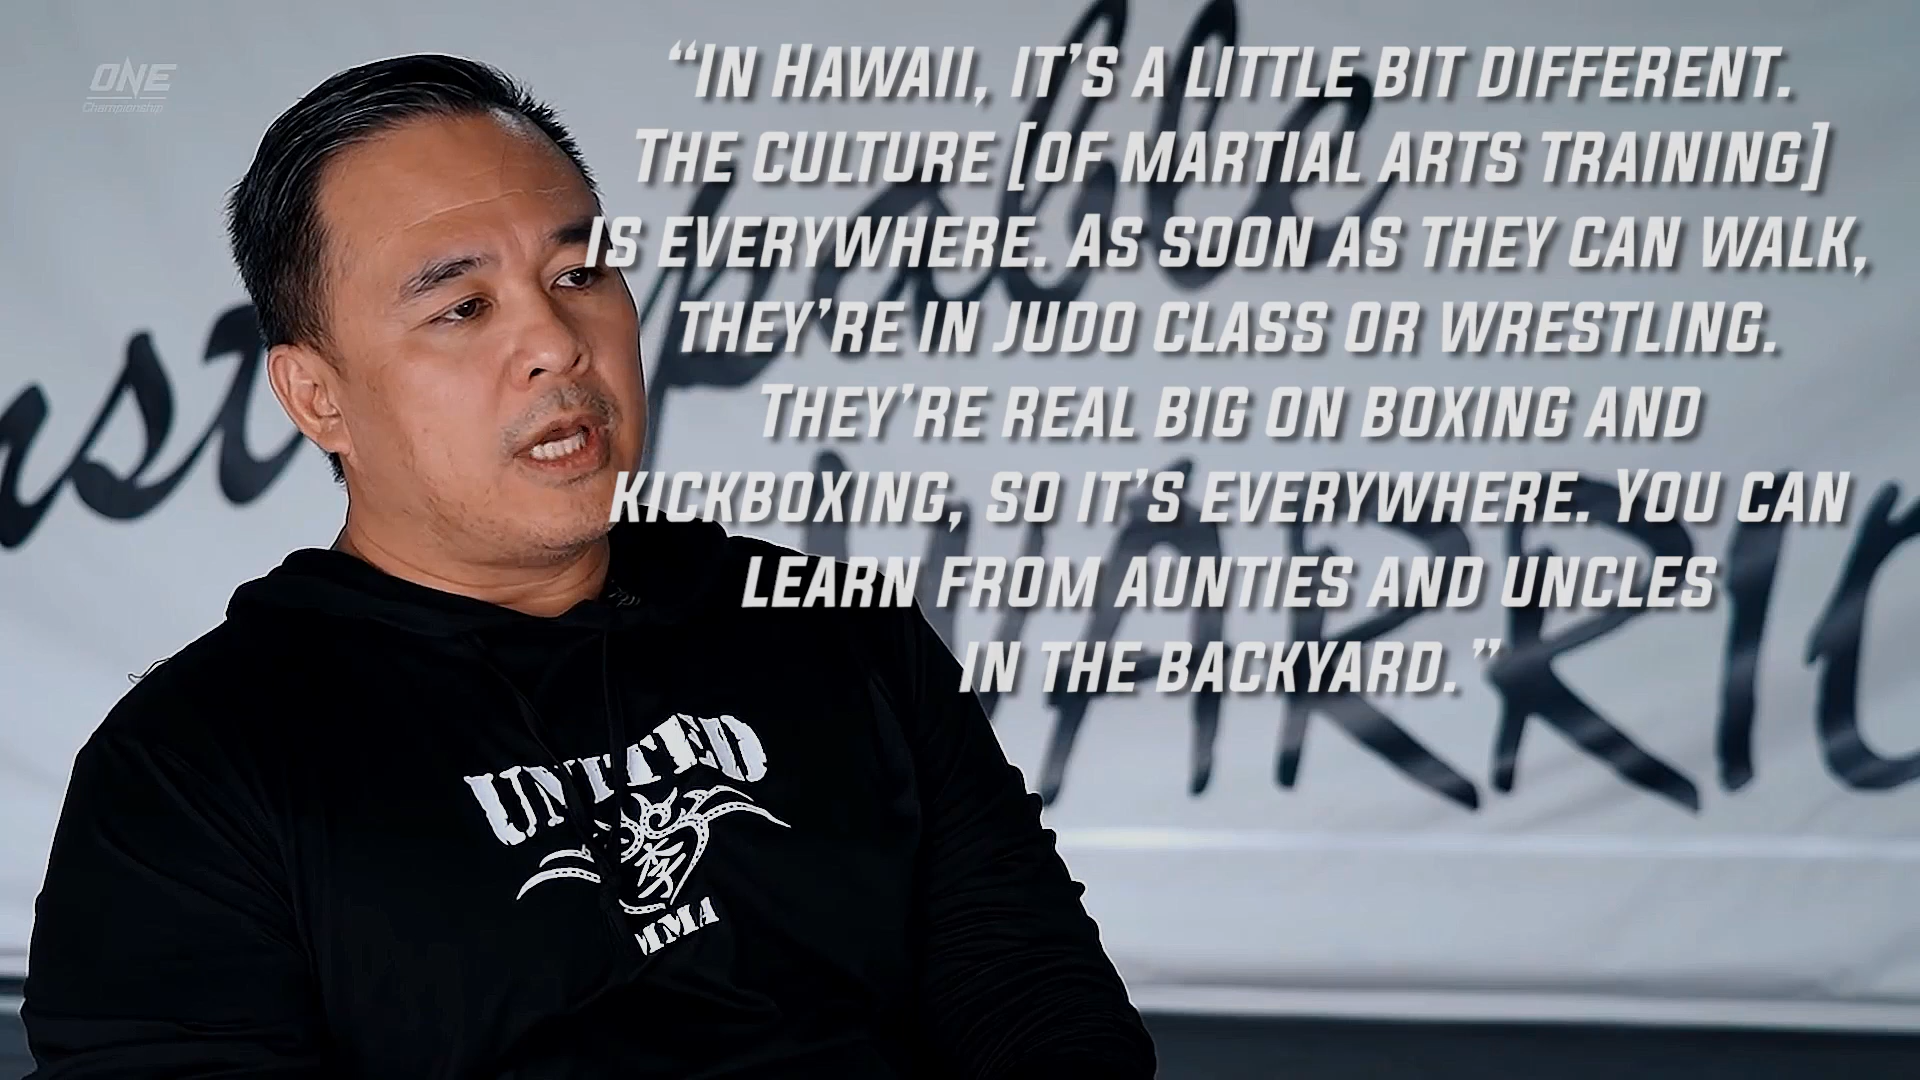 ONE
Championship
“IN HAWAII, IT’S A LITTLE BIT DIFFERENT.
THE CULTURE [OF MARTIAL ARTS TRAINING]
IS EVERYWHERE. AS SOON AS THEY CAN WALK,
THEY’RE IN JUDO CLASS OR WRESTLING.
THEY’RE REAL BIG ON BOXING AND
KICKBOXING, SO IT’S EVERYWHERE. YOU CAN
LEARN FROM AUNTIES AND UNCLES
IN THE BACKYARD.”
UNITED
李
MMA